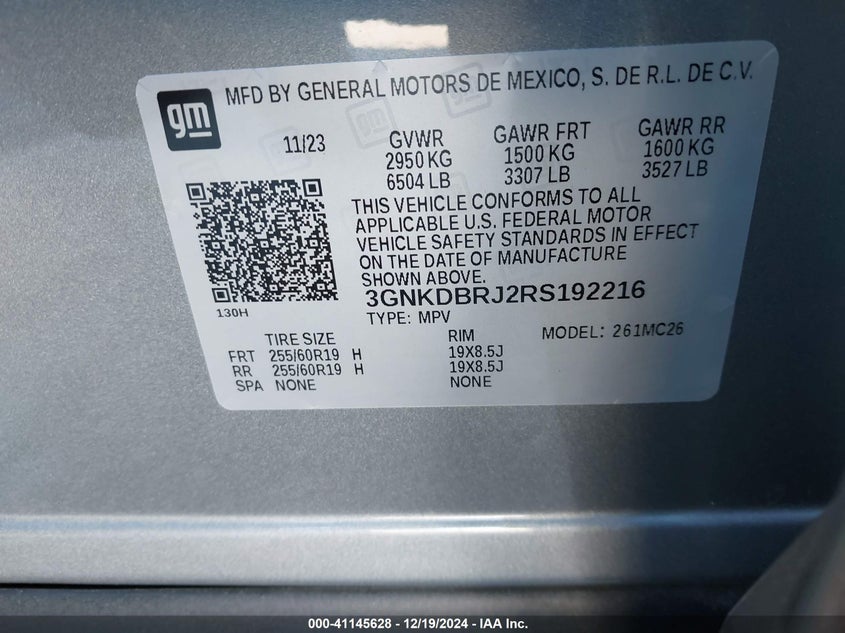 gm
MFD BY GENERAL MOTORS DE MEXICO, S. DE R.L. DE C.V.
11/23
GVWR GAWR FRT GAWR RR
2950 KG 1500 KG 1600 KG
6504 LB 3307 LB 3527 LB
THIS VEHICLE CONFORMS TO ALL
APPLICABLE U.S. FEDERAL MOTOR
VEHICLE SAFETY STANDARDS IN EFFECT
ON THE DATE OF MANUFACTURE
SHOWN ABOVE.
130H
3GNKDBRJ2RS192216
TYPE: MPV MODEL: 261MC26
TIRE SIZE RIM
FRT 255/60R19 H 19X8.5J
RR 255/60R19 H 19X8.5J
SPA NONE NONE
000-41145628 - 12/19/2024 - IAA Inc.